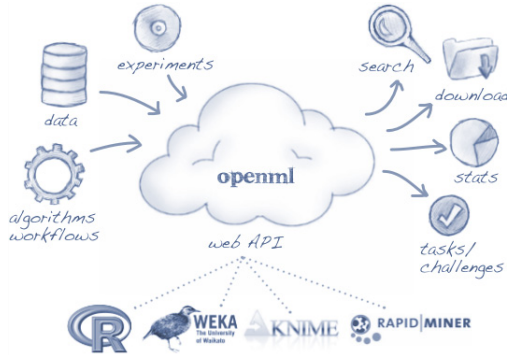 experiments
search
data
download
openml
stats
algorithms
workflows
web API
tasks/
challenges
R
WEKA
The University
of Waikato
KNIME
RAPID|MINER